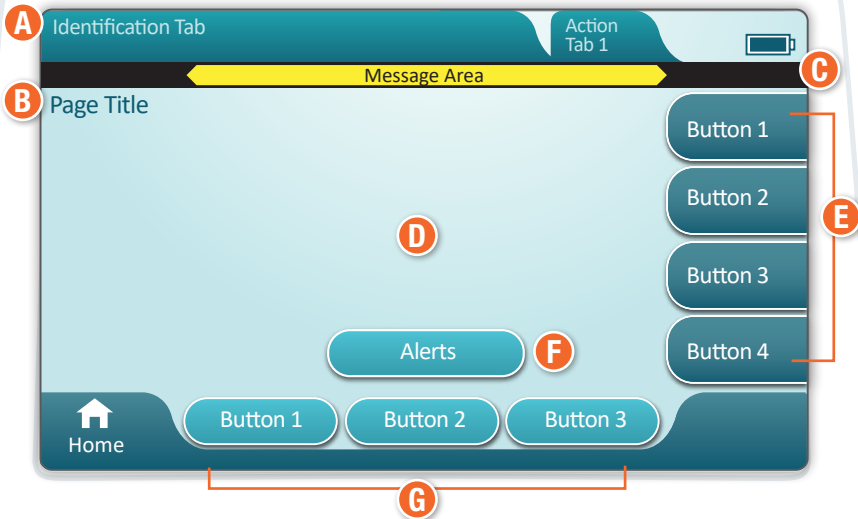 A
Identification Tab
Action
Tab 1
Message Area
C
B
Page Title
Button 1
Button 2
E
D
Button 3
Alerts
F
Button 4
Home
Button 1
Button 2
Button 3
G